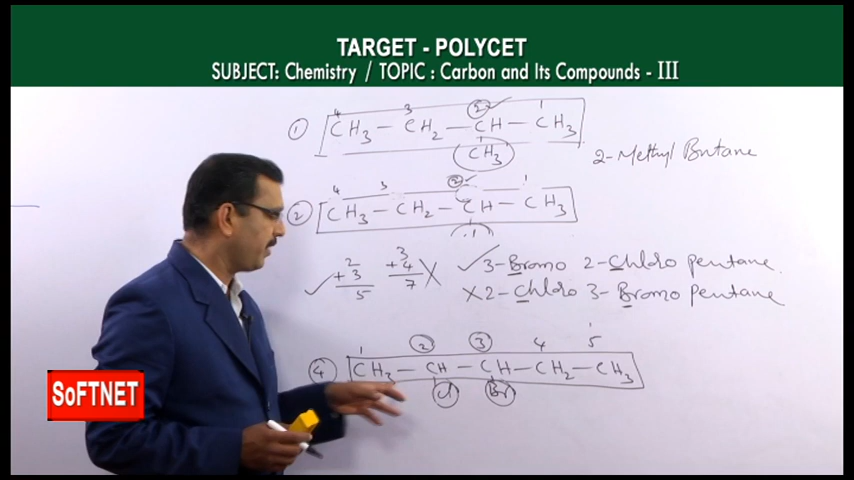 TARGET - POLYCET
SUBJECT: Chemistry / TOPIC : Carbon and Its Compounds - III
4 3 2 1
① CH₃ — CH₂ — CH — CH₃
CH₃
2-Methyl Butane
4 3 2 1
② CH₃ — CH₂ — CH — CH₃
2 +3 5
3 +4 7
✓ 3-Bromo 2-Chloro pentane.
X 2-Chloro 3-Bromo Pentane
1 2 3 4 5
④ CH₃ — CH — CH — CH₂ — CH₃
Cl Br
SoFTNET